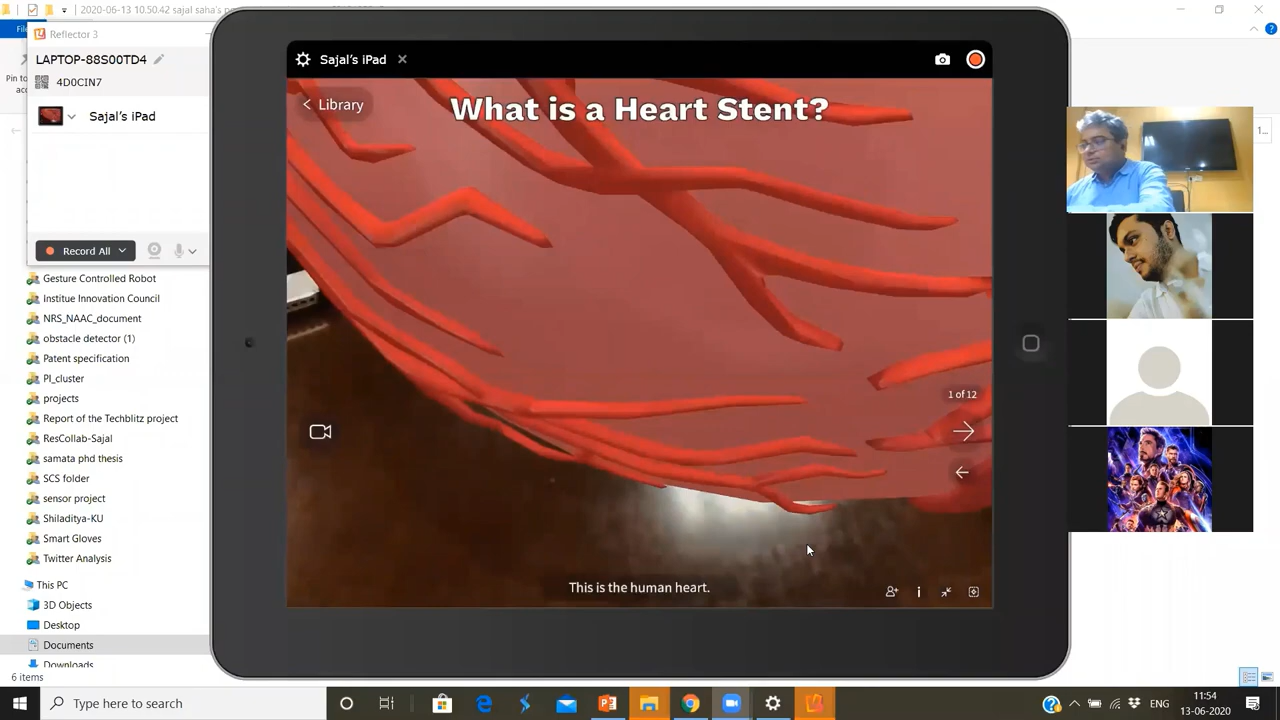 2020-06-13 10.50.42 sajal saha's p
Reflector 3
LAPTOP-88S00TD4
4D0CIN7
Sajal's iPad
Record All
Pin to
Gesture Controlled Robot
Institue Innovation Council
NRS_NAAC_document
obstacle detector (1)
Patent specification
PI_cluster
projects
Report of the Techblitz project
ResCollab-Sajal
samata phd thesis
SCS folder
sensor project
Shiladitya-KU
Smart Gloves
Twitter Analysis
This PC
3D Objects
Desktop
Documents
Downloads
6 items
Sajal's iPad
Library
What is a Heart Stent?
1 of 12
This is the human heart.
1...
Type here to search
ENG
11:54
13-06-2020